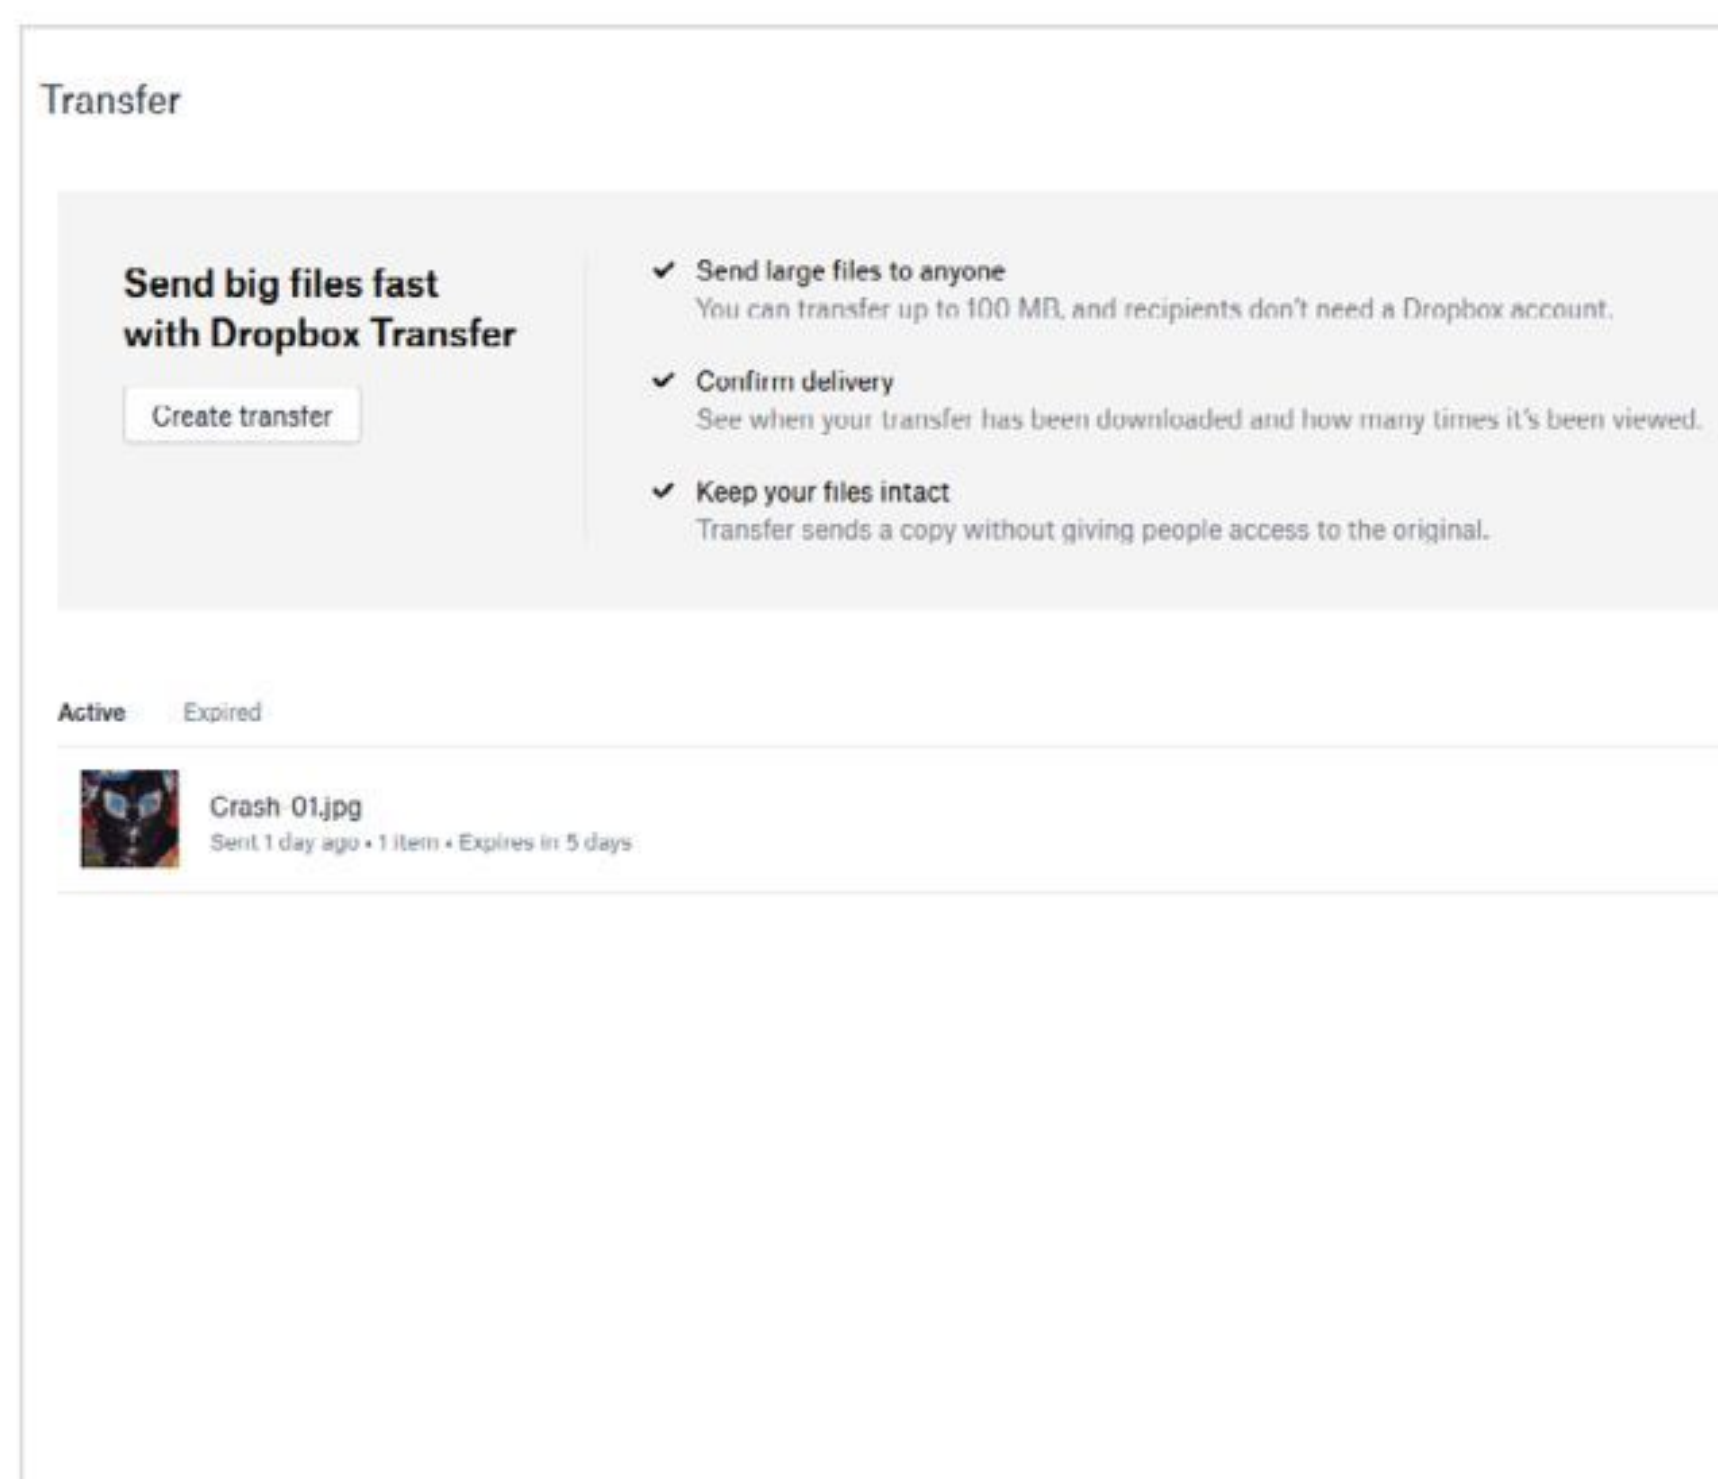 Transfer
Send big files fast
with Dropbox Transfer
Create transfer
Send large files to anyone
You can transfer up to 100 MB, and recipients don't need a Dropbox account.
Confirm delivery
See when your transfer has been downloaded and how many times it's been viewed.
Keep your files intact
Transfer sends a copy without giving people access to the original.
Active Expired
Crash 01.jpg
Sent 1 day ago • 1 item • Expires in 5 days